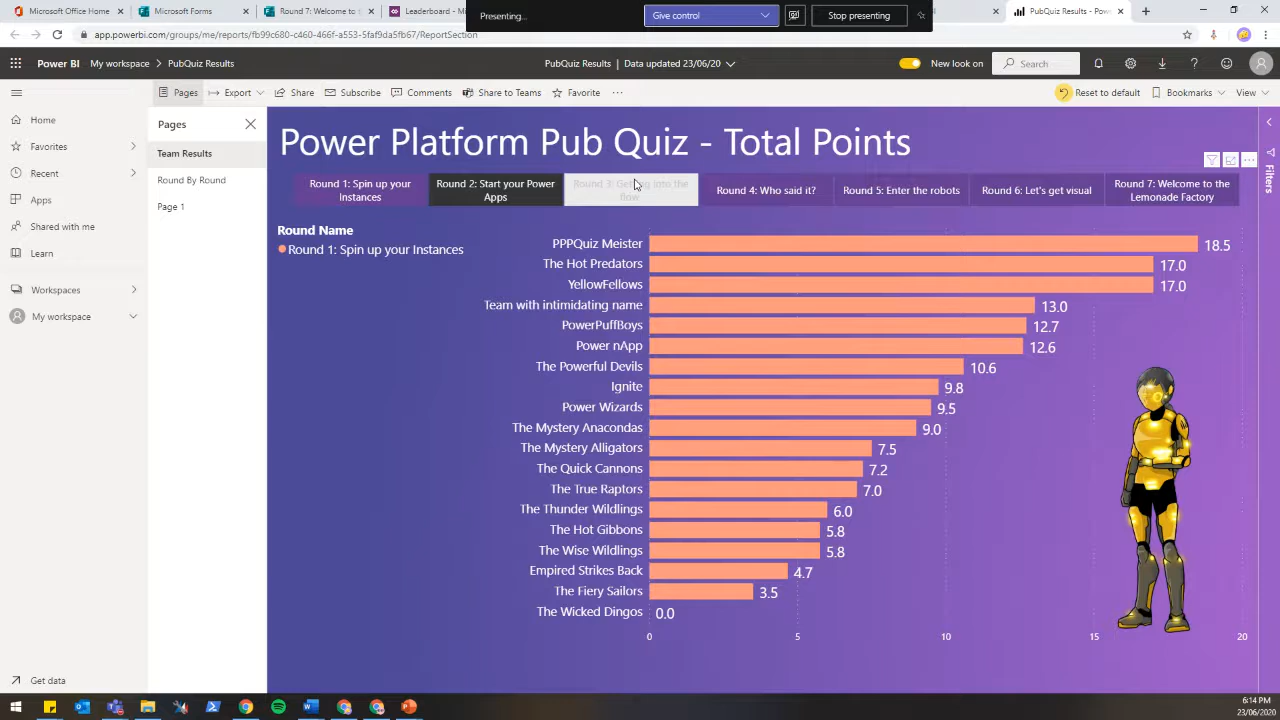 Microsoft Office Home
Microsoft Forms
Round 7: Welcome to
Leaderboard - Mi
Presenting...
Give control
Stop presenting
PubQuiz Results - Pow
app.powerbi.com/groups/me/reports/fb99c680-c460-466f-a553-5faf9da5fb67/ReportSection
Power BI
My workspace > PubQuiz Results
PubQuiz Results | Data updated 23/06/20
New look on
Search
Pages
Export
Share
Subscribe
Comments
Share to Teams
Favorite
Reset to default
Bookmarks
View
Home
Favorites
Recent
Apps
Shared with me
Learn
Workspaces
My workspace
Get data
Pages
Team Results
Round By Round
Page 1
Power Platform Pub Quiz - Total Points
Round 1: Spin up your
Instances
Round 2: Start your Power
Apps
Round 3: Getting into the
flow
Round 4: Who said it?
Round 5: Enter the robots
Round 6: Let's get visual
Round 7: Welcome to the
Lemonade Factory
Filters
Round Name
Round 1: Spin up your Instances
PPPQuiz Meister 18.5
The Hot Predators 17.0
YellowFellows 17.0
Team with intimidating name 13.0
PowerPuffBoys 12.7
Power nApp 12.6
The Powerful Devils 10.6
Ignite 9.8
Power Wizards 9.5
The Mystery Anacondas 9.0
The Mystery Alligators 7.5
The Quick Cannons 7.2
The True Raptors 7.0
The Thunder Wildlings 6.0
The Hot Gibbons 5.8
The Wise Wildlings 5.8
Empired Strikes Back 4.7
The Fiery Sailors 3.5
The Wicked Dingos 0.0
0 5 10 15 20
6:14 PM
23/06/2020